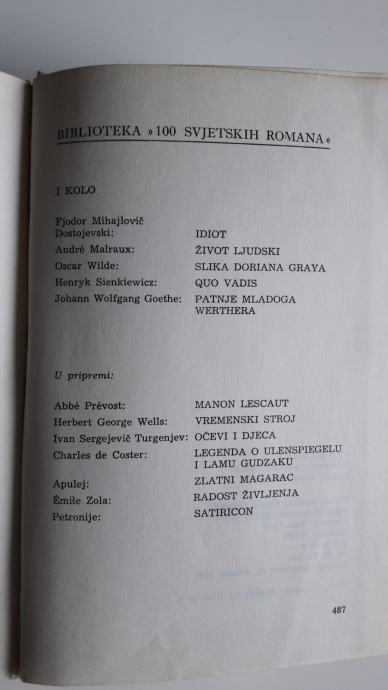 BIBLIOTEKA »100 SVJETSKIH ROMANA«
I KOLO
Fjodor Mihajlovič
Dostojevski: IDIOT
André Malraux: ŽIVOT LJUDSKI
Oscar Wilde: SLIKA DORIANA GRAYA
Henryk Sienkiewicz: QUO VADIS
Johann Wolfgang Goethe: PATNJE MLADOGA
WERTHERA
U pripremi:
Abbé Prévost: MANON LESCAUT
Herbert George Wells: VREMENSKI STROJ
Ivan Sergejevič Turgenjev: OČEVI I DJECA
Charles de Coster: LEGENDA O ULENSPIEGELU
I LAMU GUDZAKU
Apulej: ZLATNI MAGARAC
Émile Zola: RADOST ŽIVLJENJA
Petronije: SATIRICON
487